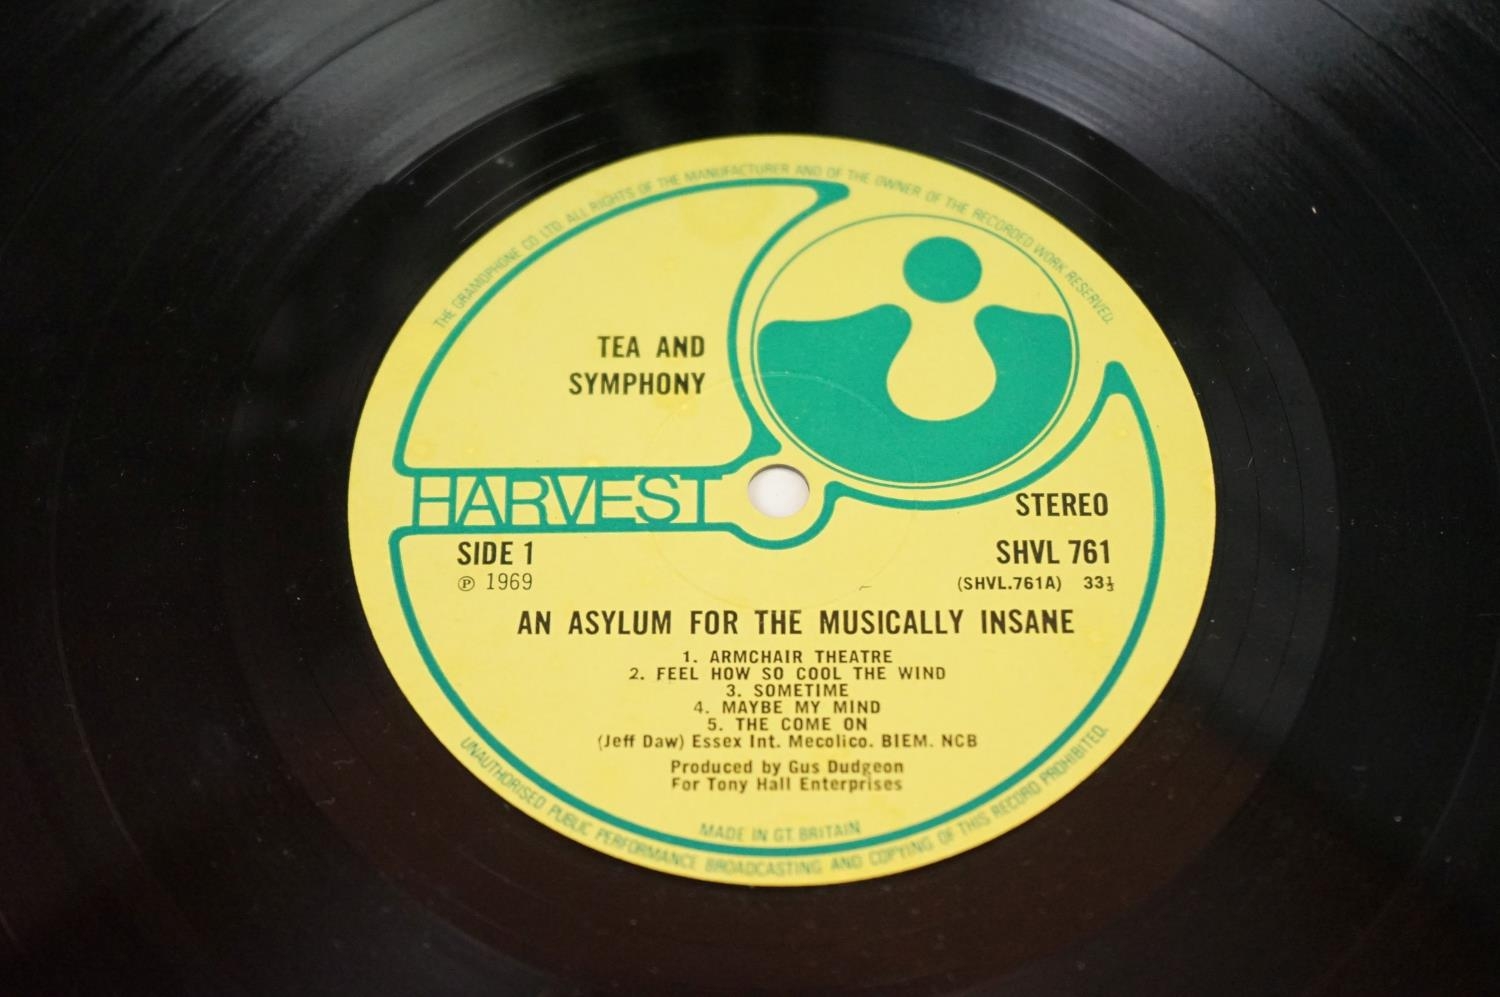 THE GRAMOPHONE CO LTD. ALL RIGHTS OF THE MANUFACTURER AND OF THE OWNER OF THE RECORDED WORK RESERVED.
TEA AND
SYMPHONY
HARVEST
STEREO
SIDE 1
SHVL 761
℗ 1969
(SHVL.761A) 33⅓
AN ASYLUM FOR THE MUSICALLY INSANE
1. ARMCHAIR THEATRE
2. FEEL HOW SO COOL THE WIND
3. SOMETIME
4. MAYBE MY MIND
5. THE COME ON
(Jeff Daw) Essex Int. Mecolico. BIEM. NCB
Produced by Gus Dudgeon
For Tony Hall Enterprises
MADE IN GT. BRITAIN
UNAUTHORISED PUBLIC PERFORMANCE BROADCASTING AND COPYING OF THIS RECORD PROHIBITED.